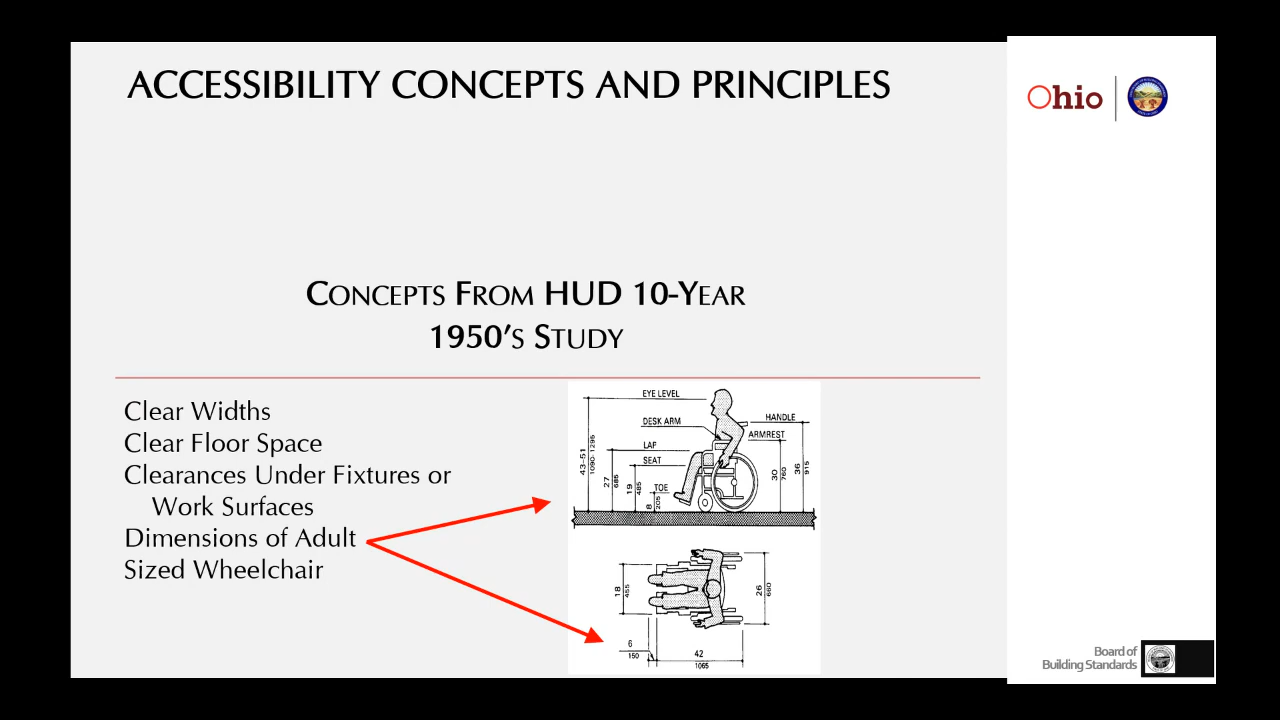 ACCESSIBILITY CONCEPTS AND PRINCIPLES
Ohio
CONCEPTS FROM HUD 10-YEAR
1950'S STUDY
Clear Widths
Clear Floor Space
Clearances Under Fixtures or
Work Surfaces
Dimensions of Adult
Sized Wheelchair
EYE LEVEL
HANDLE
DESK ARM
ARMREST
LAP
SEAT
TOE
43-51
1090-1295
27
685
19
485
8
205
30
760
36
915
18
455
26
660
6
150
42
1065
Board of
Building Standards